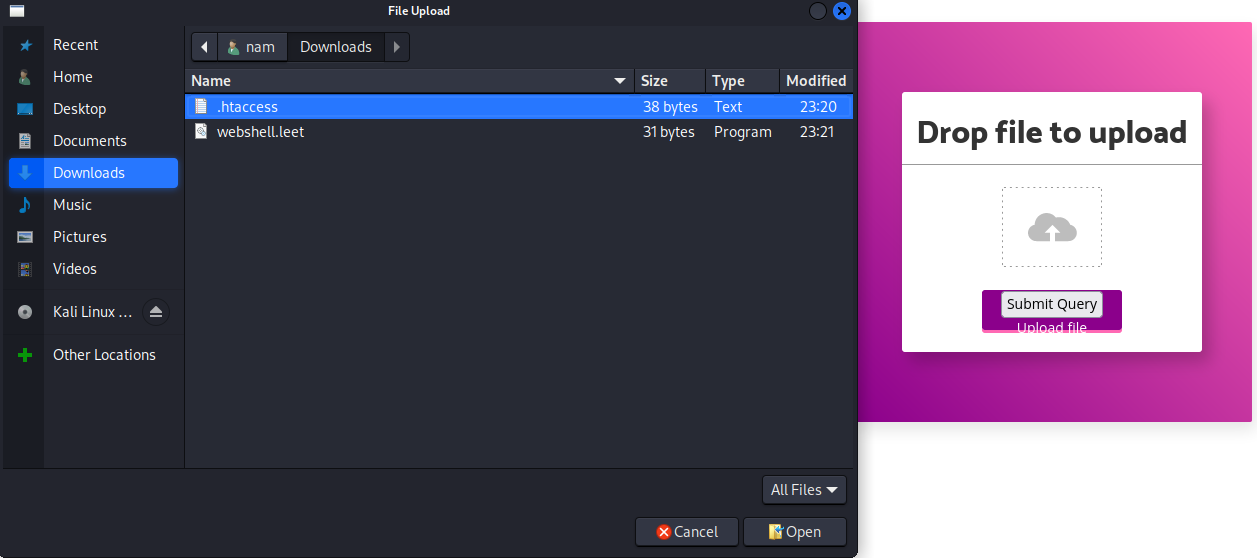 File Upload
Recent
Home
Desktop
Documents
Downloads
Music
Pictures
Videos
Kali Linux ...
Other Locations
nam Downloads
Name Size Type Modified
.htaccess 38 bytes Text 23:20
webshell.leet 31 bytes Program 23:21
All Files
Cancel Open
Drop file to upload
Submit Query
Upload file